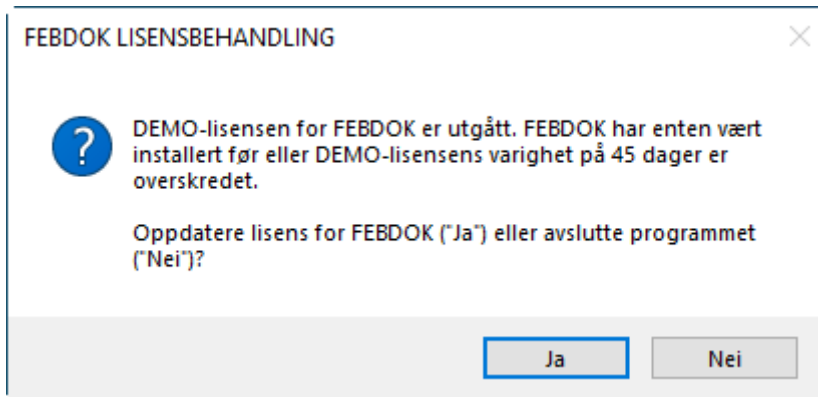 FEBDOK LISENSBEHANDLING
DEMO-lisensen for FEBDOK er utgått. FEBDOK har enten vært
installert før eller DEMO-lisensens varighet på 45 dager er
overskredet.
Oppdatere lisens for FEBDOK ("Ja") eller avslutte programmet
("Nei")?
Ja
Nei